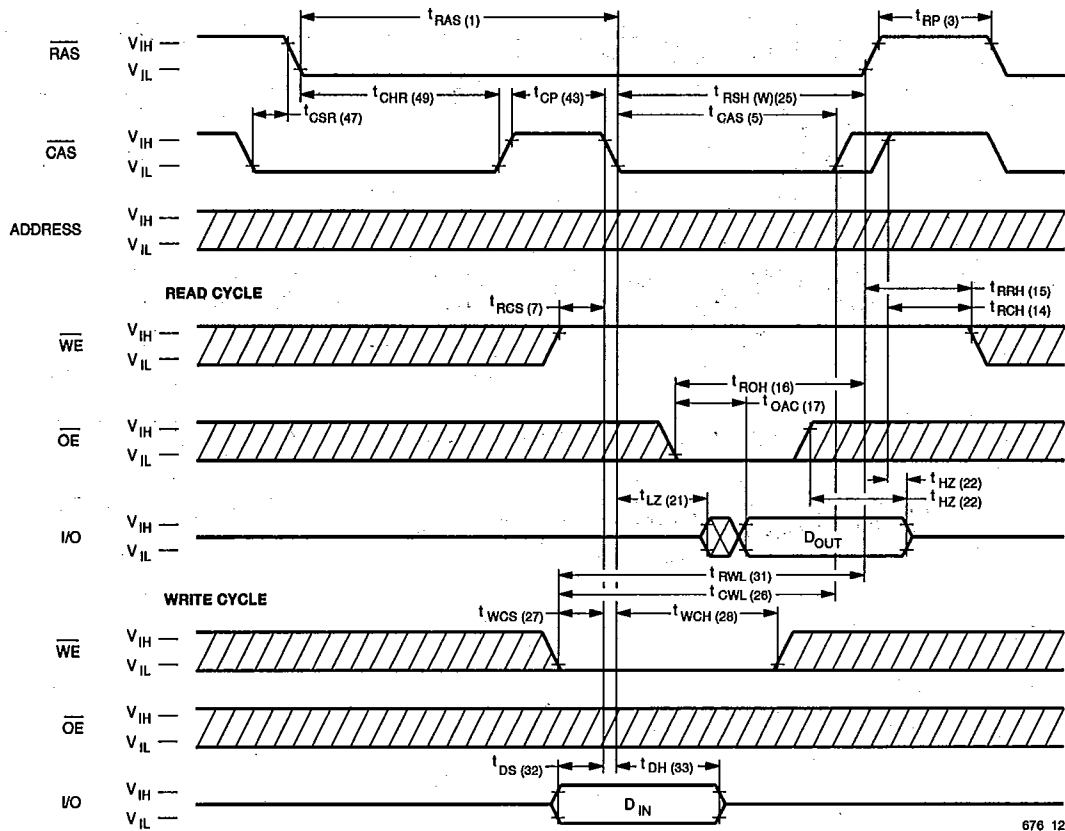 t RAS (1)
t RP (3)
RAS
V IH
V IL
t CHR (49)
t CP (43)
t RSH (W)(25)
t CSR (47)
t CAS (5)
CAS
V IH
V IL
ADDRESS
V IH
V IL
READ CYCLE
t RRH (15)
t RCS (7)
t RCH (14)
WE
V IH
V IL
t ROH (16)
t OAC (17)
OE
V IH
V IL
t HZ (22)
t LZ (21)
t HZ (22)
I/O
V IH
V IL
D OUT
t RWL (31)
WRITE CYCLE
t CWL (26)
t WCS (27)
t WCH (28)
WE
V IH
V IL
OE
V IH
V IL
t DS (32)
t DH (33)
I/O
V IH
V IL
D IN
676 12